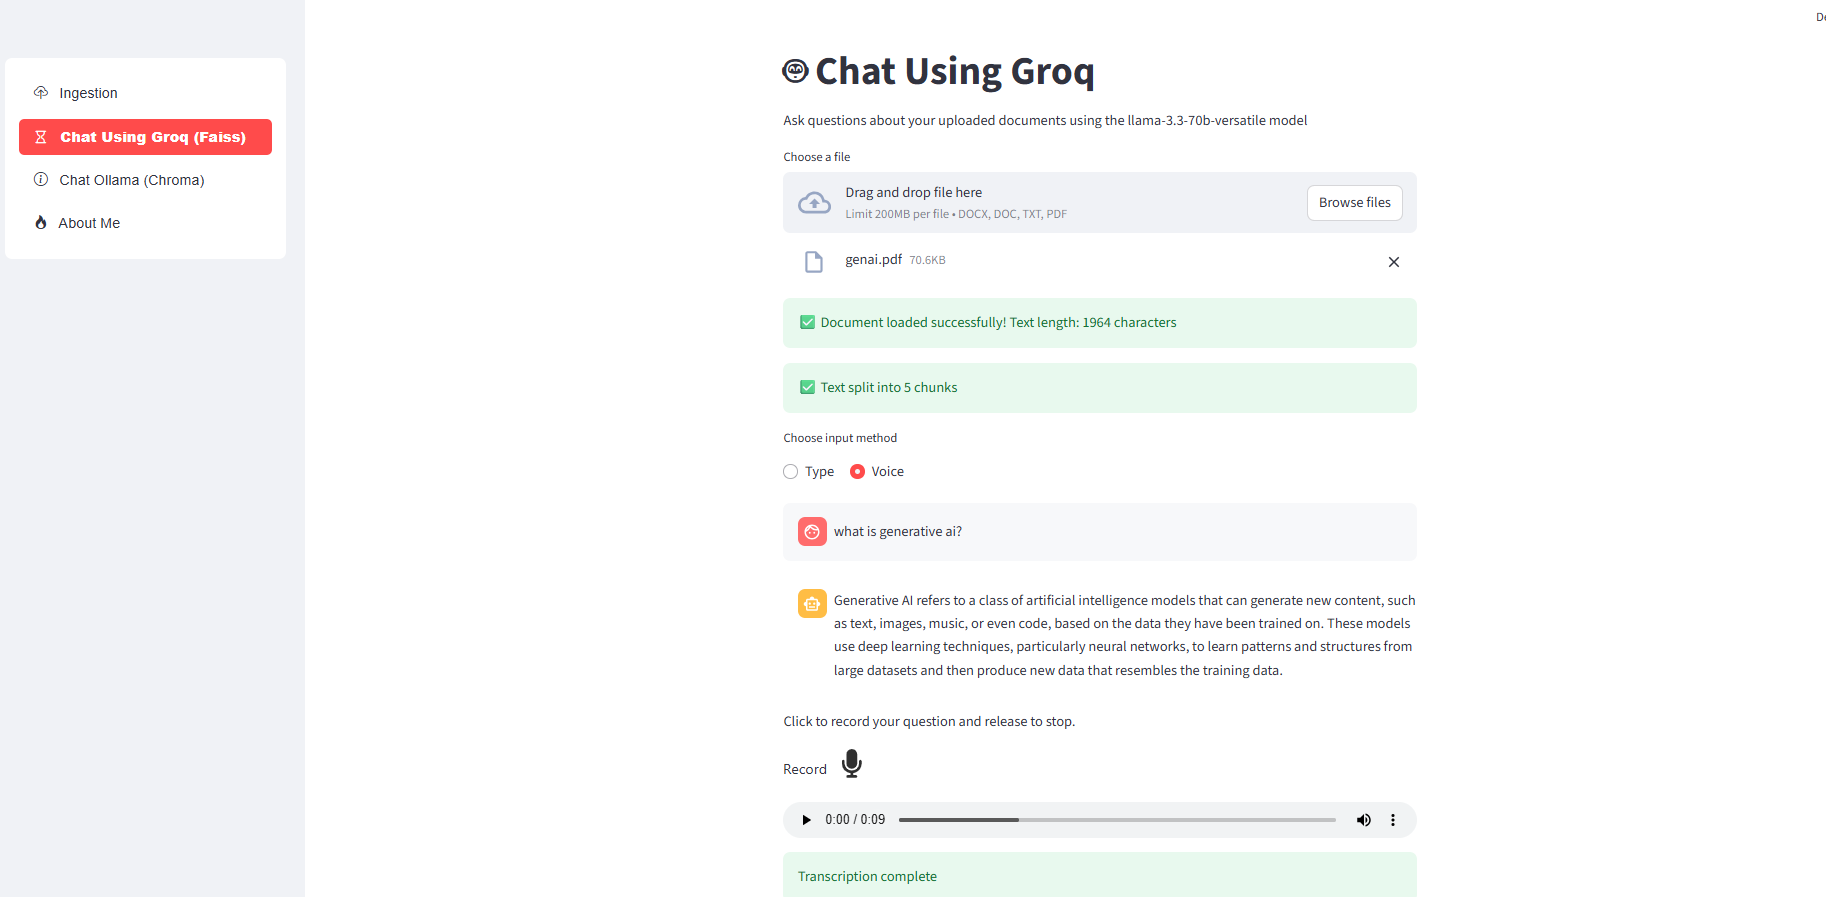 De
Ingestion
Chat Using Groq (Faiss)
Chat Ollama (Chroma)
About Me
Chat Using Groq
Ask questions about your uploaded documents using the llama-3.3-70b-versatile model
Choose a file
Drag and drop file here
Limit 200MB per file • DOCX, DOC, TXT, PDF
Browse files
genai.pdf 70.6KB
Document loaded successfully! Text length: 1964 characters
Text split into 5 chunks
Choose input method
Type Voice
what is generative ai?
Generative AI refers to a class of artificial intelligence models that can generate new content, such
as text, images, music, or even code, based on the data they have been trained on. These models
use deep learning techniques, particularly neural networks, to learn patterns and structures from
large datasets and then produce new data that resembles the training data.
Click to record your question and release to stop.
Record
0:00 / 0:09
Transcription complete